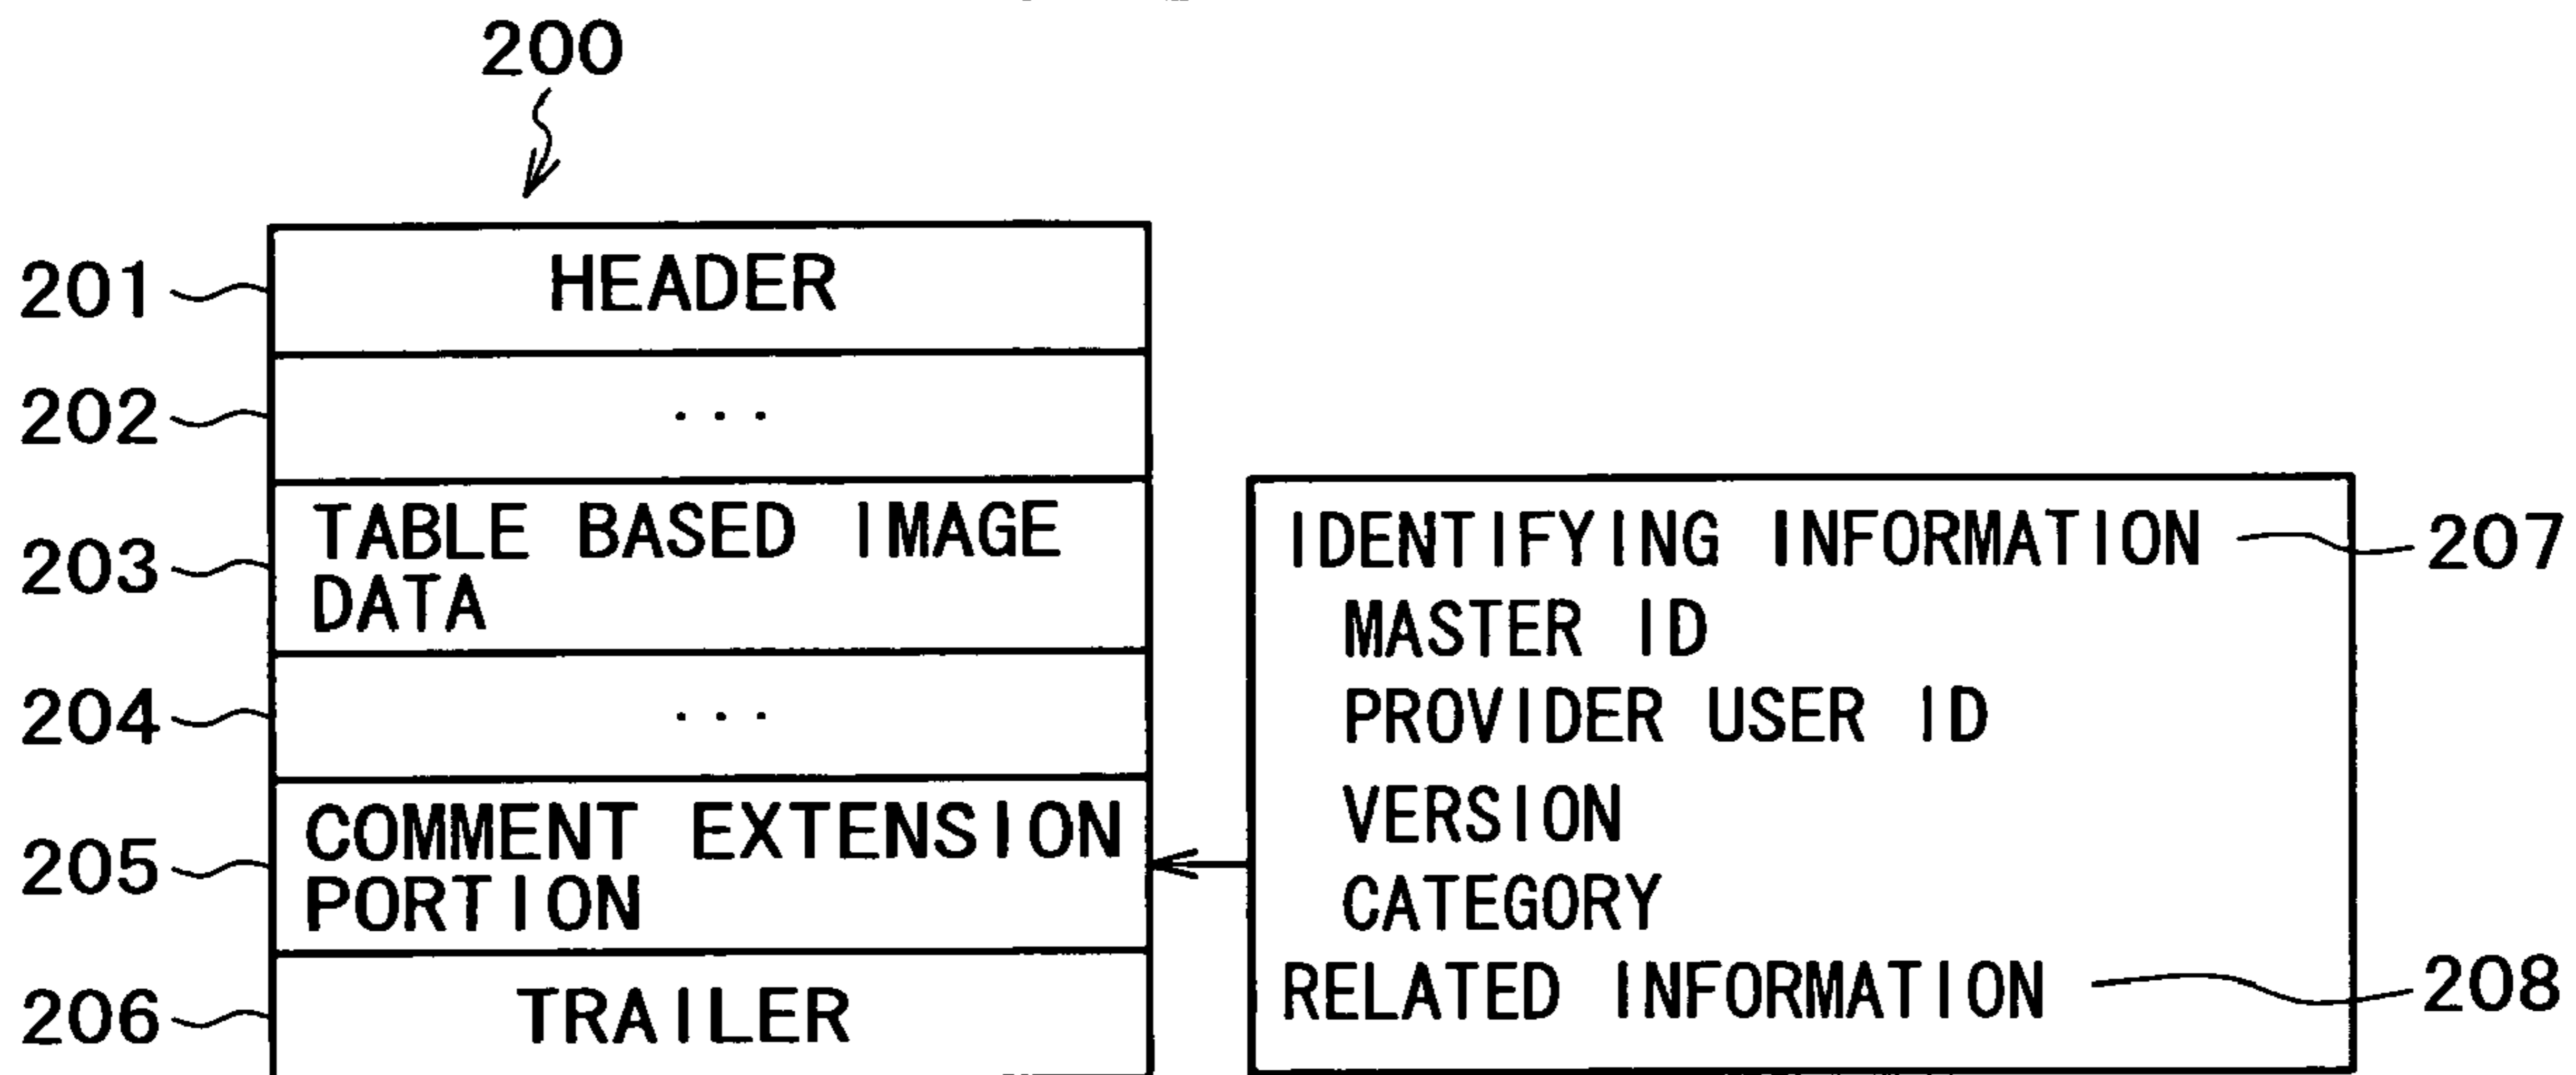 200
201 HEADER
202 ...
203 TABLE BASED IMAGE
DATA
204 ...
205 COMMENT EXTENSION
PORTION
206 TRAILER
IDENTIFYING INFORMATION 207
MASTER ID
PROVIDER USER ID
VERSION
CATEGORY
RELATED INFORMATION 208